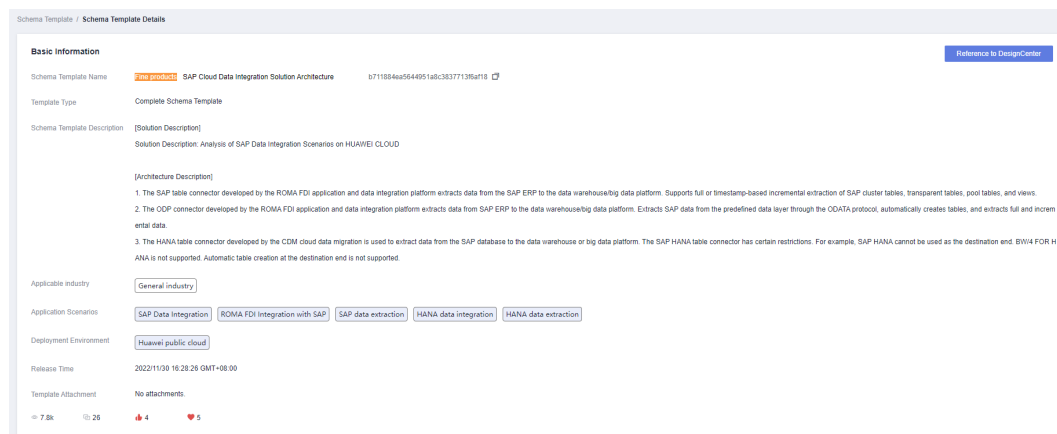 Schema Template / Schema Template Details
Basic Information
Reference to DesignCenter
Schema Template Name Fine products SAP Cloud Data Integration Solution Architecture b711884ea5644951a8c3837713f6af18
Template Type Complete Schema Template
Schema Template Description [Solution Description]
Solution Description: Analysis of SAP Data Integration Scenarios on HUAWEI CLOUD
[Architecture Description]
1. The SAP table connector developed by the ROMA FDI application and data integration platform extracts data from the SAP ERP to the data warehouse/big data platform. Supports full or timestamp-based incremental extraction of SAP cluster tables, transparent tables, pool tables, and views.
2. The ODP connector developed by the ROMA FDI application and data integration platform extracts data from SAP ERP to the data warehouse/big data platform. Extracts SAP data from the predefined data layer through the ODATA protocol, automatically creates tables, and extracts full and increm
ental data.
3. The HANA table connector developed by the CDM cloud data migration is used to extract data from the SAP database to the data warehouse or big data platform. The SAP HANA table connector has certain restrictions. For example, SAP HANA cannot be used as the destination end. BW/4 FOR H
ANA is not supported. Automatic table creation at the destination end is not supported.
Applicable industry General industry
Application Scenarios SAP Data Integration ROMA FDI Integration with SAP SAP data extraction HANA data integration HANA data extraction
Deployment Environment Huawei public cloud
Release Time 2022/11/30 16:28:26 GMT+08:00
Template Attachment No attachments.
7.8k 26 4 5